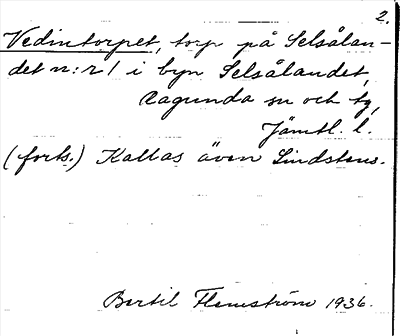 2.
Vedintorpet, torp på Selsålan-
det n:r 1 i byn Selsålandet,
Ragunda sn och tg,
Jämtl. l.
(forts.) Kallas även Lindstens.
Bertil Flemström 1936.